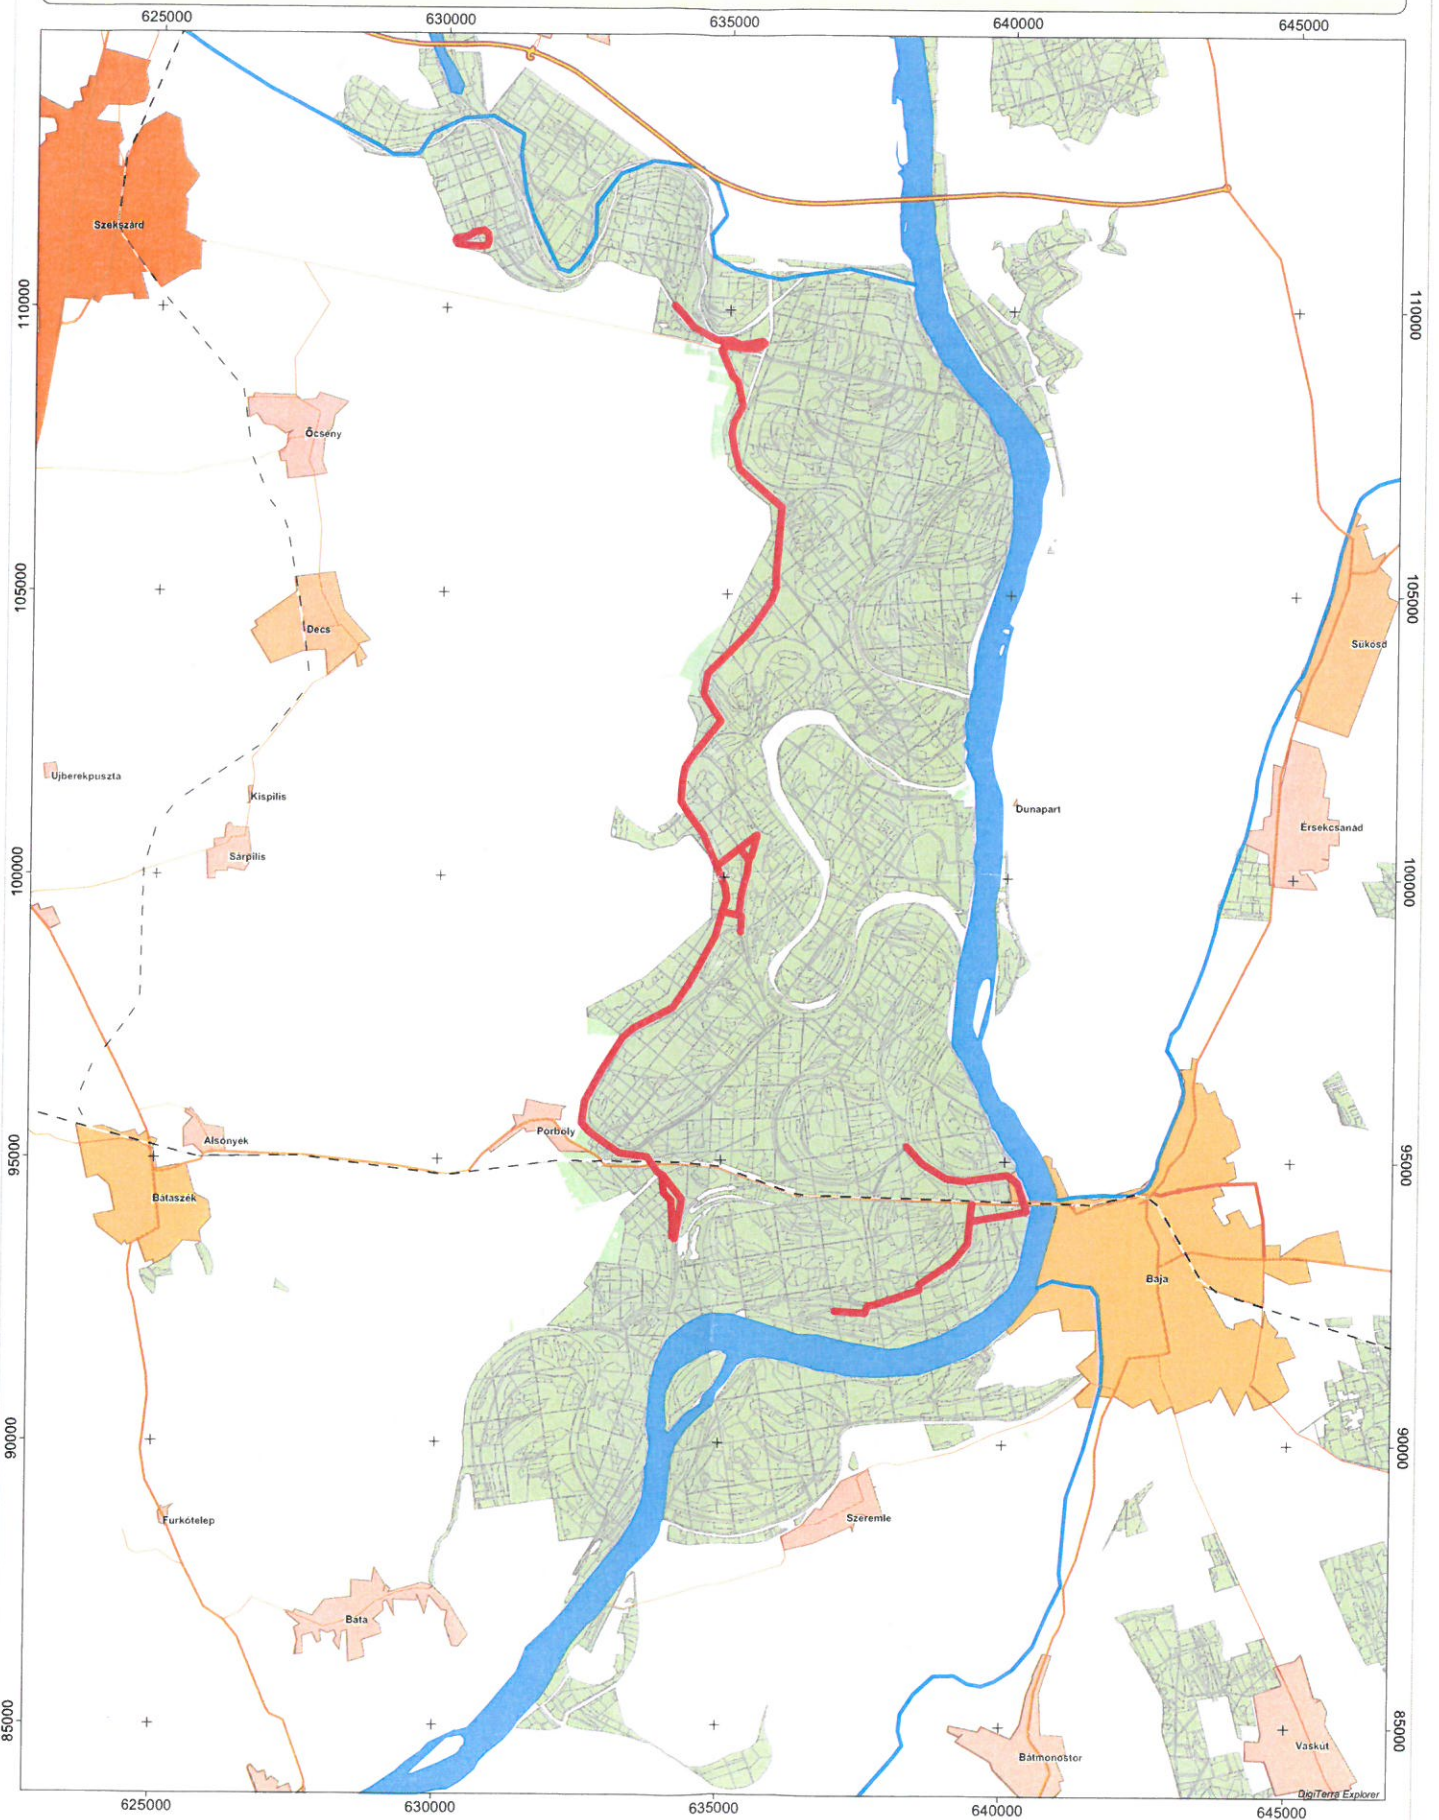 625000
630000
635000
640000
645000
Szekszárd
110000
110000
Őcsény
105000
105000
Decs
Sükösd
Ujberekpuszta
Kispilis
Dunapart
Érsekcsanád
Sárpilis
100000
100000
Pörböly
Alsónyék
95000
95000
Bátaszék
Baja
90000
90000
Furkótelep
Szeremle
Báta
85000
85000
Bátmonostor
Vaskút
DigiTerra Explorer
625000
630000
635000
640000
645000